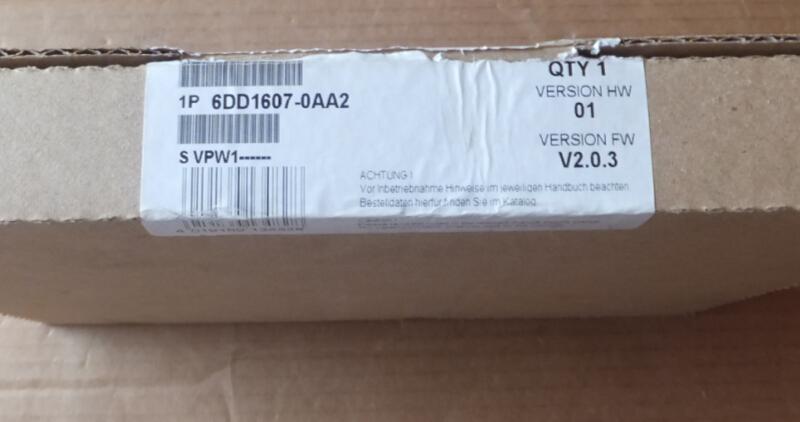 1P 6DD1607-0AA2
S VPW1------
QTY 1
VERSION HW
01
VERSION FW
V2.0.3
ACHTUNG !
Vor Inbetriebnahme Hinweise im jeweiligen Handbuch beachten.
Bestelldaten hierfür finden Sie im Katalog.